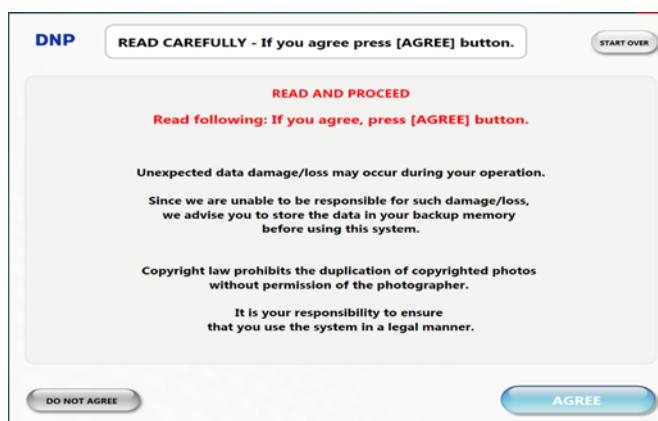 DNP
READ CAREFULLY - If you agree press [AGREE] button.
START OVER
READ AND PROCEED
Read following: If you agree, press [AGREE] button.
Unexpected data damage/loss may occur during your operation.
Since we are unable to be responsible for such damage/loss,
we advise you to store the data in your backup memory
before using this system.
Copyright law prohibits the duplication of copyrighted photos
without permission of the photographer.
It is your responsibility to ensure
that you use the system in a legal manner.
DO NOT AGREE
AGREE